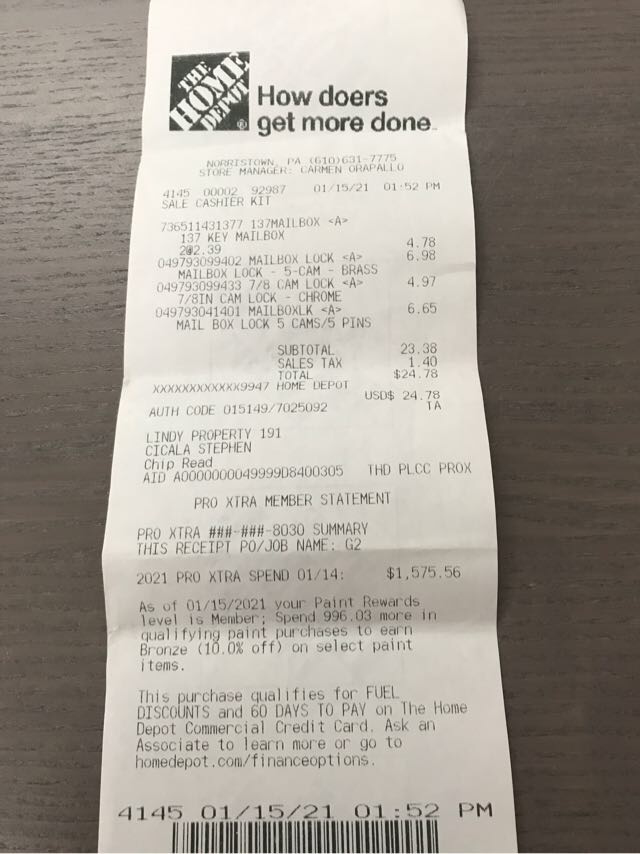 THE
HOME
DEPOT
How doers
get more done.
NORRISTOWN, PA (610)631-7775
STORE MANAGER: CARMEN ORAPALLO
4145 00002 92987 01/15/21 01:52 PM
SALE CASHIER KIT
736511431377 137MAILBOX <A>
137 KEY MAILBOX
2@2.39 4.78
049793099402 MAILBOX LOCK <A> 6.98
MAILBOX LOCK - 5-CAM - BRASS
049793099433 7/8 CAM LOCK <A> 4.97
7/8IN CAM LOCK - CHROME
049793041401 MAILBOXLK <A> 6.65
MAIL BOX LOCK 5 CAMS/5 PINS
SUBTOTAL 23.38
SALES TAX 1.40
TOTAL $24.78
XXXXXXXXXXXX9947 HOME DEPOT
USD$ 24.78
AUTH CODE 015149/7025092 TA
LINDY PROPERTY 191
CICALA STEPHEN
Chip Read
AID A0000000049999D8400305 THD PLCC PROX
PRO XTRA MEMBER STATEMENT
PRO XTRA ###-###-8030 SUMMARY
THIS RECEIPT PO/JOB NAME: G2
2021 PRO XTRA SPEND 01/14: $1,575.56
As of 01/15/2021 your Paint Rewards
level is Member; Spend 996.03 more in
qualifying paint purchases to earn
Bronze (10.0% off) on select paint
items.
This purchase qualifies for FUEL
DISCOUNTS and 60 DAYS TO PAY on The Home
Depot Commercial Credit Card. Ask an
Associate to learn more or go to
homedepot.com/financeoptions.
4145 01/15/21 01:52 PM